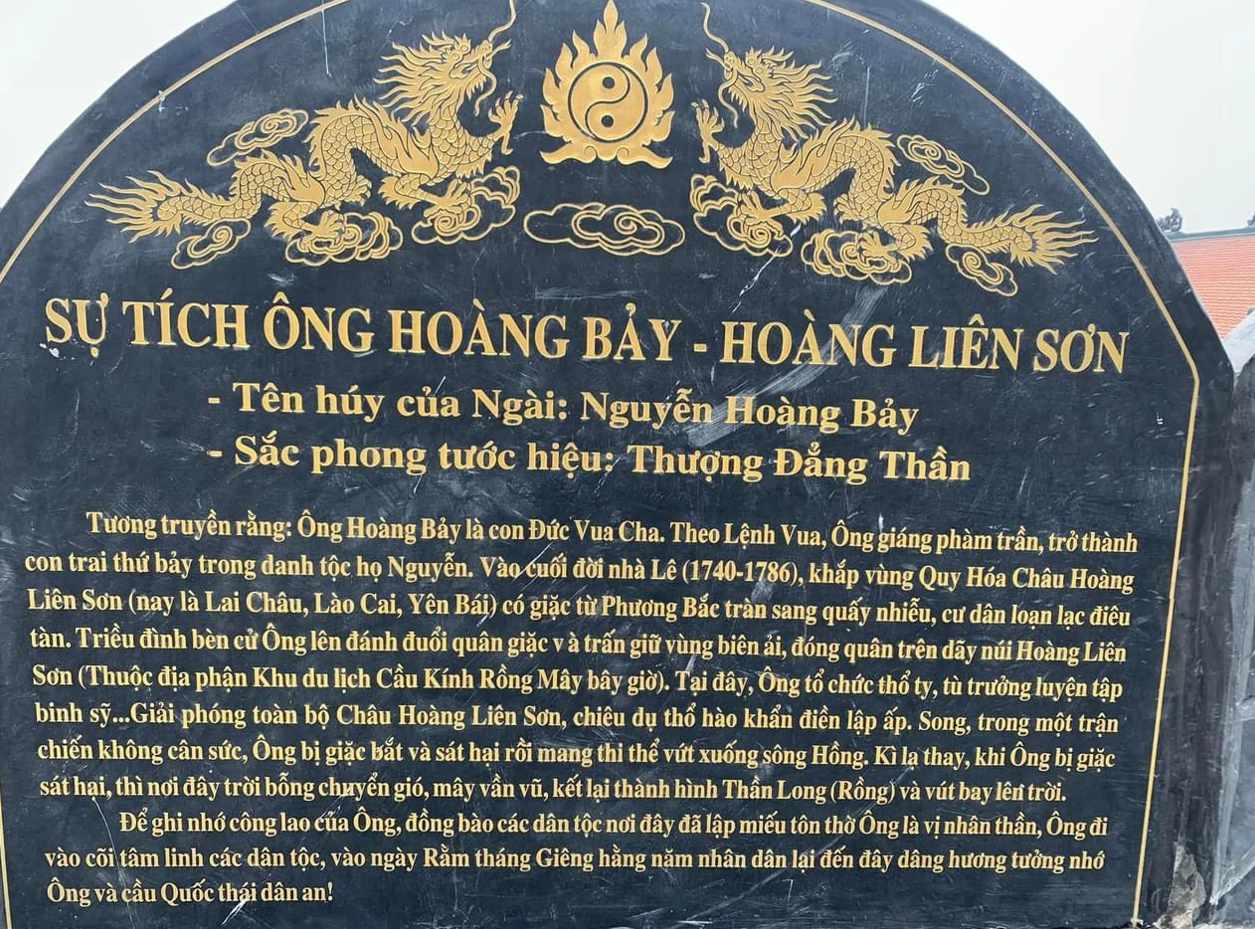 SỰ TÍCH ÔNG HOÀNG BẢY - HOÀNG LIÊN SƠN
- Tên húy của Ngài: Nguyễn Hoàng Bảy
- Sắc phong tước hiệu: Thượng Đẳng Thần
Tương truyền rằng: Ông Hoàng Bảy là con Đức Vua Cha. Theo Lệnh Vua, Ông giáng phàm trần, trở thành
con trai thứ bảy trong danh tộc họ Nguyễn. Vào cuối đời nhà Lê (1740-1786), khắp vùng Quy Hóa Châu Hoàng
Liên Sơn (nay là Lai Châu, Lào Cai, Yên Bái) có giặc từ Phương Bắc tràn sang quấy nhiễu, cư dân loạn lạc điêu
tàn. Triều đình bèn cử Ông lên đánh đuổi quân giặc và trấn giữ vùng biên ải, đóng quân trên dãy núi Hoàng Liên
Sơn (Thuộc địa phận Khu du lịch Cầu Kính Rồng Mây bây giờ). Tại đây, Ông tổ chức thổ ty, tù trưởng luyện tập
binh sỹ...Giải phóng toàn bộ Châu Hoàng Liên Sơn, chiêu dụ thổ hào khẩn điền lập ấp. Song, trong một trận
chiến không cân sức, Ông bị giặc bắt và sát hại rồi mang thi thể vứt xuống sông Hồng. Kì lạ thay, khi Ông bị giặc
sát hại, thì nơi đây trời bỗng chuyển gió, mây vần vũ, kết lại thành hình Thần Long (Rồng) và vút bay lên trời.
Để ghi nhớ công lao của Ông, đồng bào các dân tộc nơi đây đã lập miếu tôn thờ Ông là vị nhân thần, Ông đi
vào cõi tâm linh các dân tộc, vào ngày Rằm tháng Giêng hằng năm nhân dân lại đến đây dâng hương tưởng nhớ
Ông và cầu Quốc thái dân an!